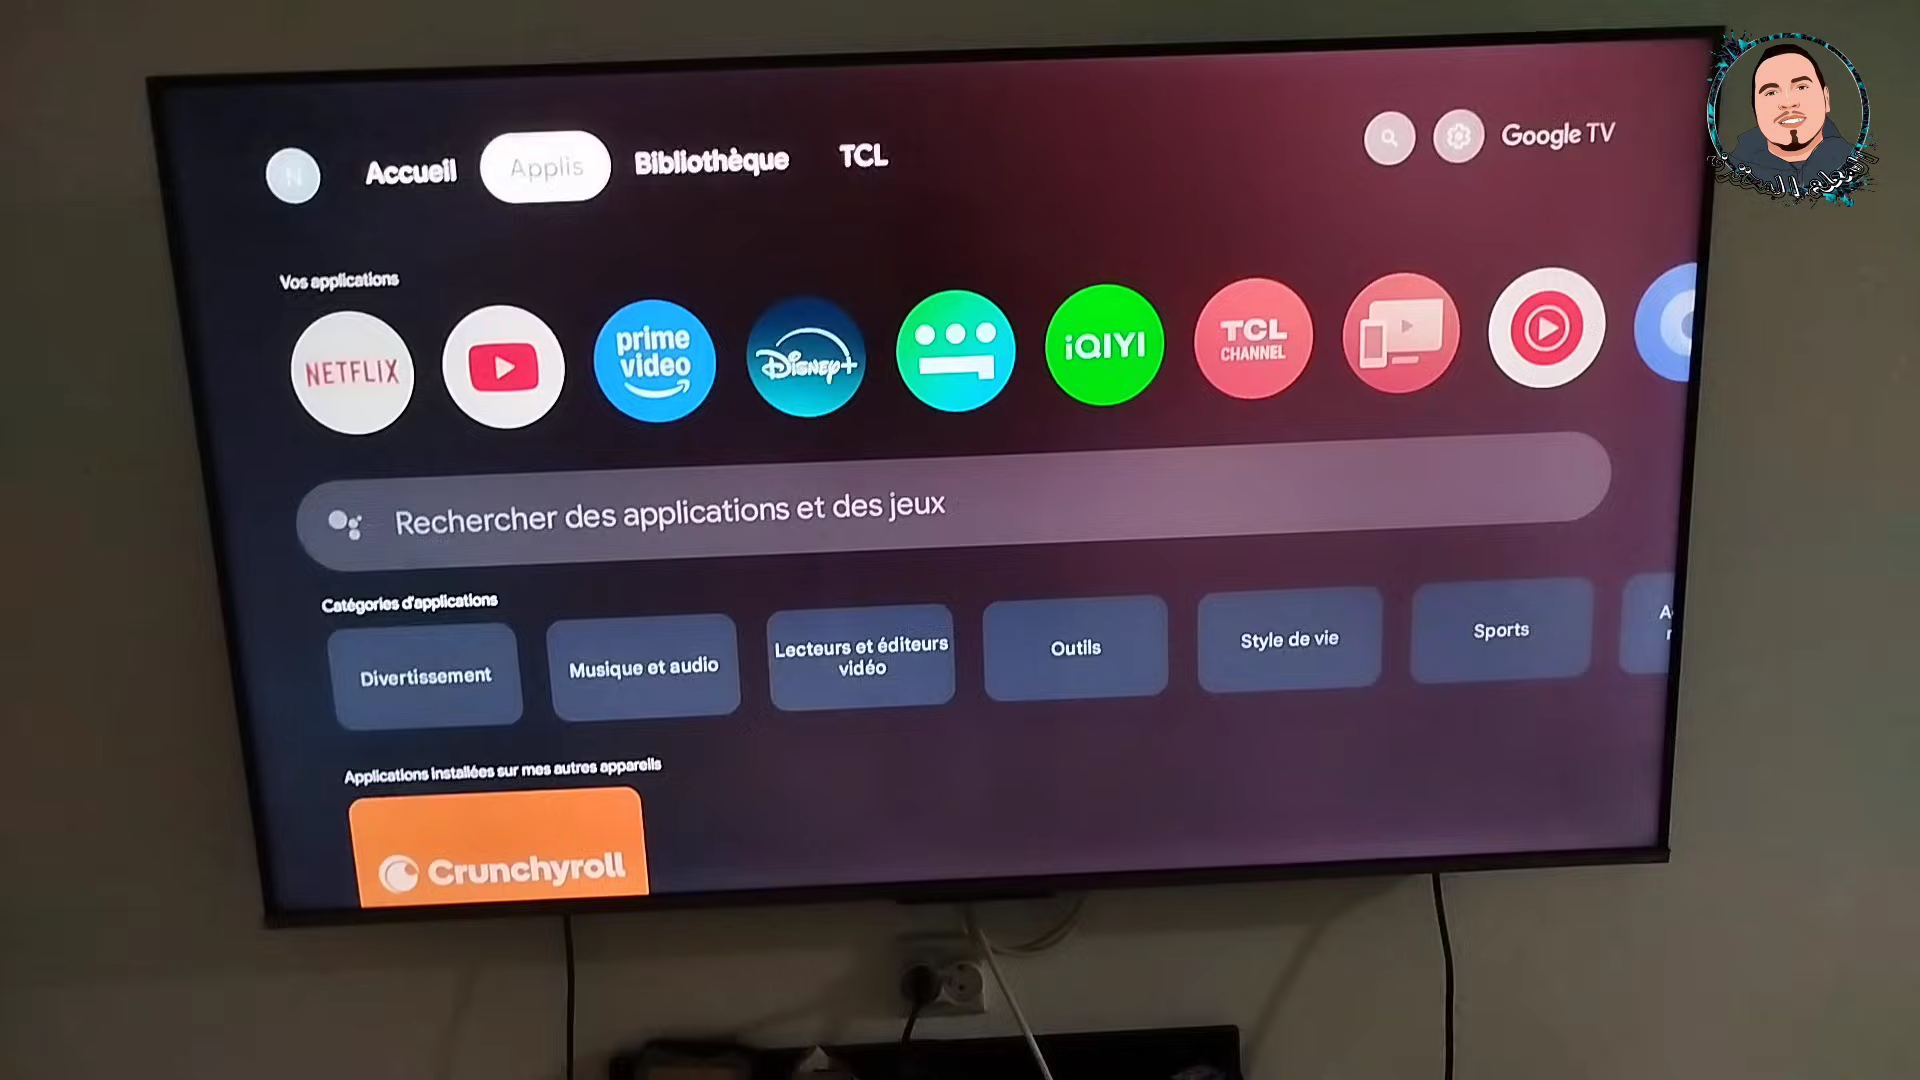 N
Accueil
Applis
Bibliothèque
TCL
Google TV
Vos applications
NETFLIX
prime
video
Disney+
iQIYI
TCL
CHANNEL
Rechercher des applications et des jeux
Catégories d'applications
Divertissement
Musique et audio
Lecteurs et éditeurs
vidéo
Outils
Style de vie
Sports
Applications installées sur mes autres appareils
Crunchyroll